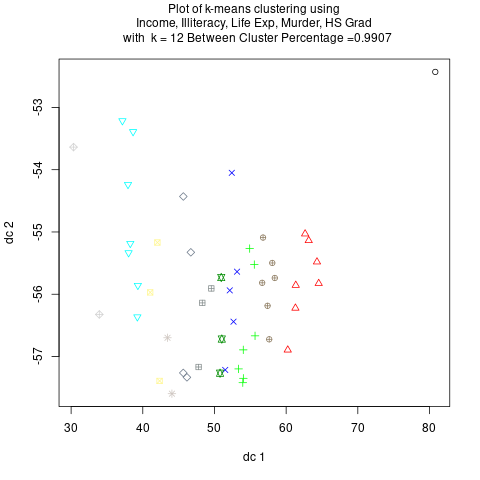 Plot of k-means clustering using
Income, Illiteracy, Life Exp, Murder, HS Grad
with k = 12 Between Cluster Percentage =0.9907
-53
-54
-55
-56
-57
dc 2
30 40 50 60 70 80
dc 1